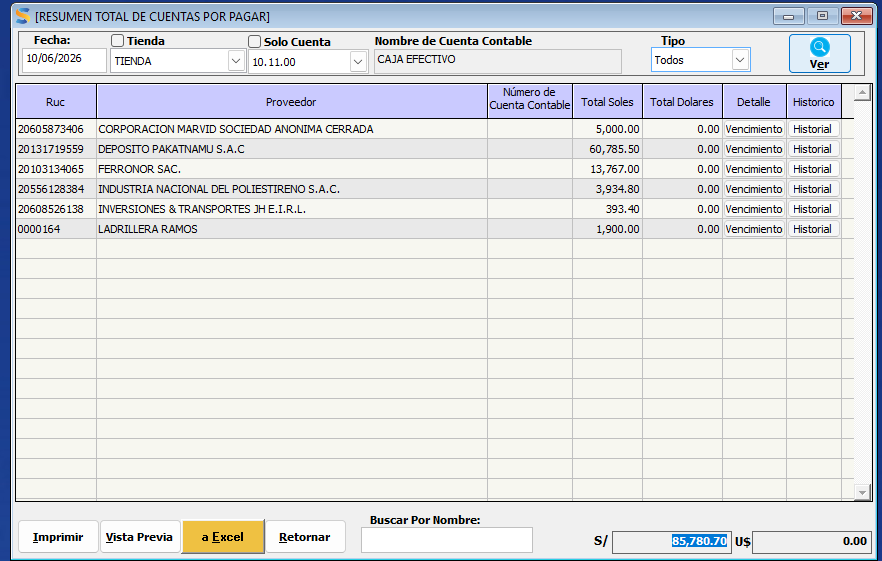 [RESUMEN TOTAL DE CUENTAS POR PAGAR]
Fecha: Tienda Solo Cuenta Nombre de Cuenta Contable Tipo
10/06/2026 TIENDA 10.11.00 CAJA EFECTIVO Todos Ver
Ruc Proveedor Número de Cuenta Contable Total Soles Total Dolares Detalle Historico
20605873406 CORPORACION MARVID SOCIEDAD ANONIMA CERRADA 5,000.00 0.00 Vencimiento Historial
20131719559 DEPOSITO PAKATNAMU S.A.C 60,785.50 0.00 Vencimiento Historial
20103134065 FERRONOR SAC. 13,767.00 0.00 Vencimiento Historial
20556128384 INDUSTRIA NACIONAL DEL POLIESTIRENO S.A.C. 3,934.80 0.00 Vencimiento Historial
20608526138 INVERSIONES & TRANSPORTES JH E.I.R.L. 393.40 0.00 Vencimiento Historial
0000164 LADRILLERA RAMOS 1,900.00 0.00 Vencimiento Historial
Imprimir Vista Previa a Excel Retornar Buscar Por Nombre: S/ 85,780.70 U$ 0.00